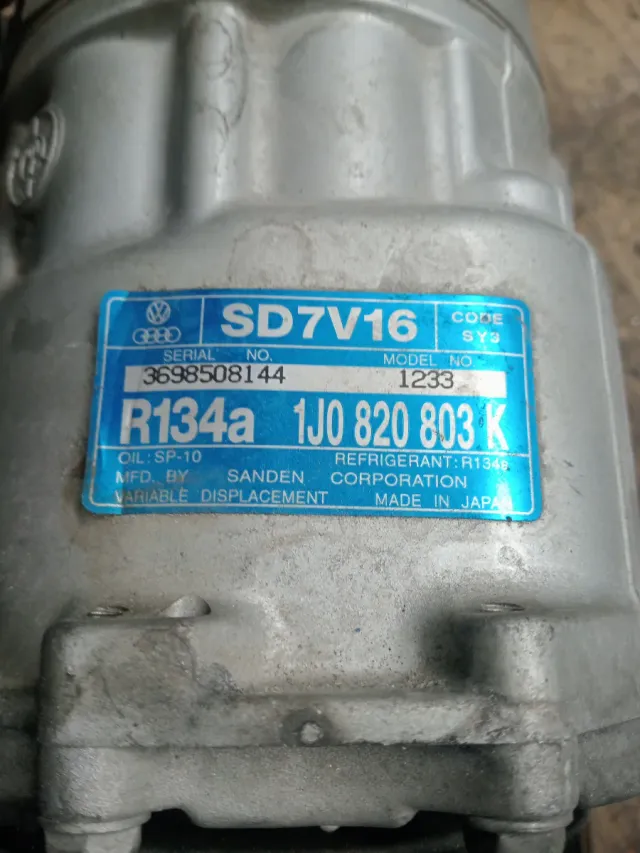 SD7V16 CODE SY3
SERIAL NO. MODEL NO.
3698508144 1233
R134a 1J0 820 803 K
OIL: SP-10 REFRIGERANT: R134a
MFD. BY SANDEN CORPORATION
VARIABLE DISPLACEMENT MADE IN JAPAN